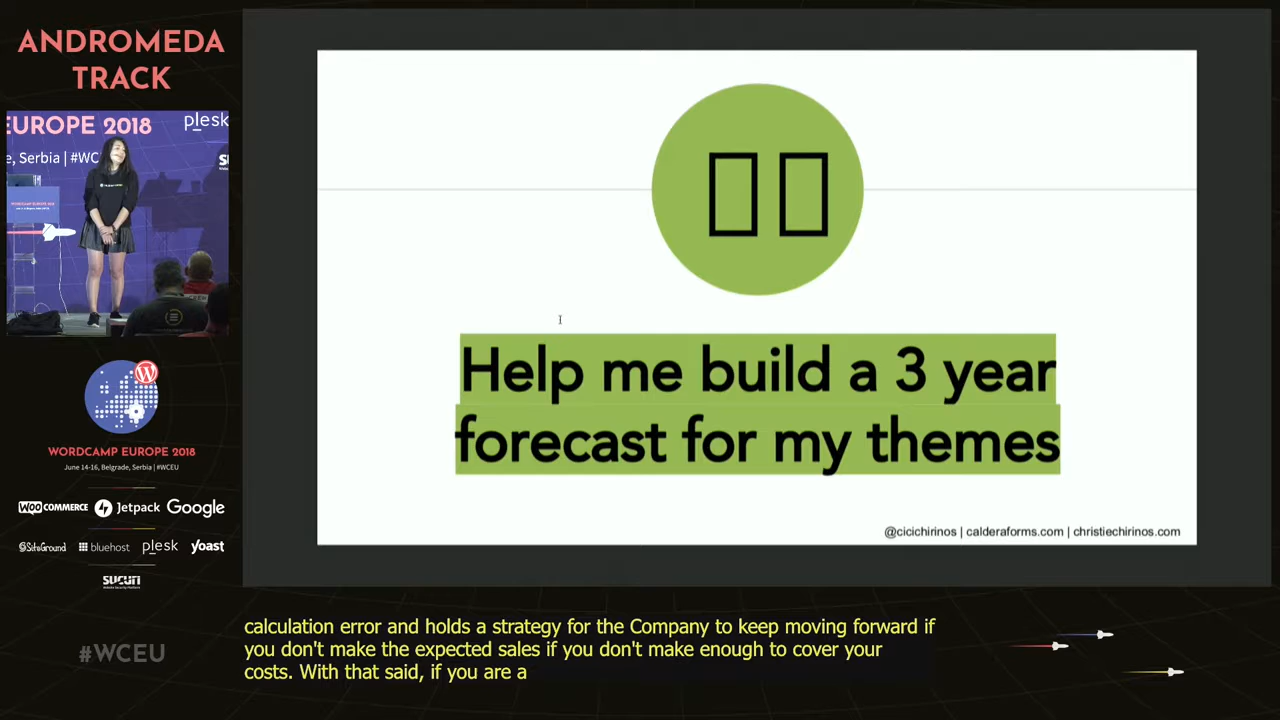 ANDROMEDA
TRACK
EUROPE 2018
plesk
e, Serbia | #WC
WORDCAMP EUROPE 2018
June 14-16, Belgrade, Serbia | #WCEU
WOO COMMERCE
Jetpack
Google
SiteGround
bluehost
plesk
yoast
SUCURI
#WCEU
Help me build a 3 year
forecast for my themes
@cicichirinos | calderaforms.com | christiechirinos.com
calculation error and holds a strategy for the Company to keep moving forward if
you don't make the expected sales if you don't make enough to cover your
costs. With that said, if you are a